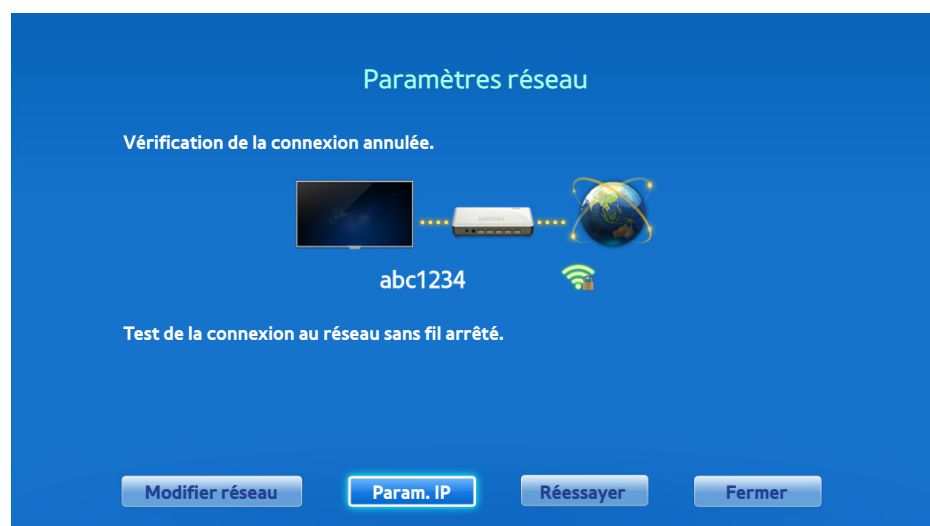 Paramètres réseau
Vérification de la connexion annulée.
abc1234
Test de la connexion au réseau sans fil arrêté.
Modifier réseau Param. IP Réessayer Fermer